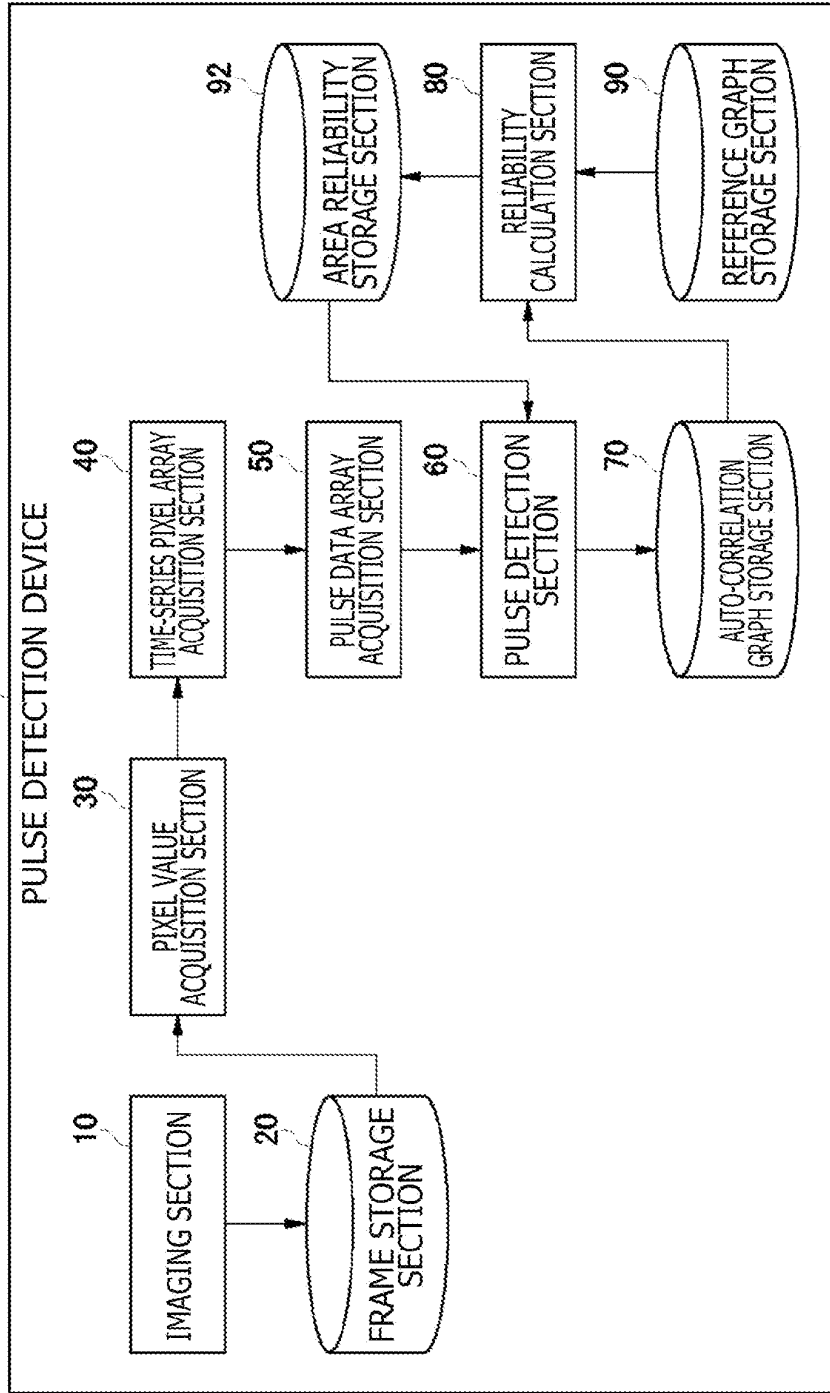 PULSE DETECTION DEVICE
10
IMAGING SECTION
20
FRAME STORAGE
SECTION
30
PIXEL VALUE
ACQUISITION SECTION
40
TIME-SERIES PIXEL ARRAY
ACQUISITION SECTION
50
PULSE DATA ARRAY
ACQUISITION SECTION
60
PULSE DETECTION
SECTION
70
AUTO-CORRELATION
GRAPH STORAGE SECTION
92
AREA RELIABILITY
STORAGE SECTION
80
RELIABILITY
CALCULATION SECTION
90
REFERENCE GRAPH
STORAGE SECTION